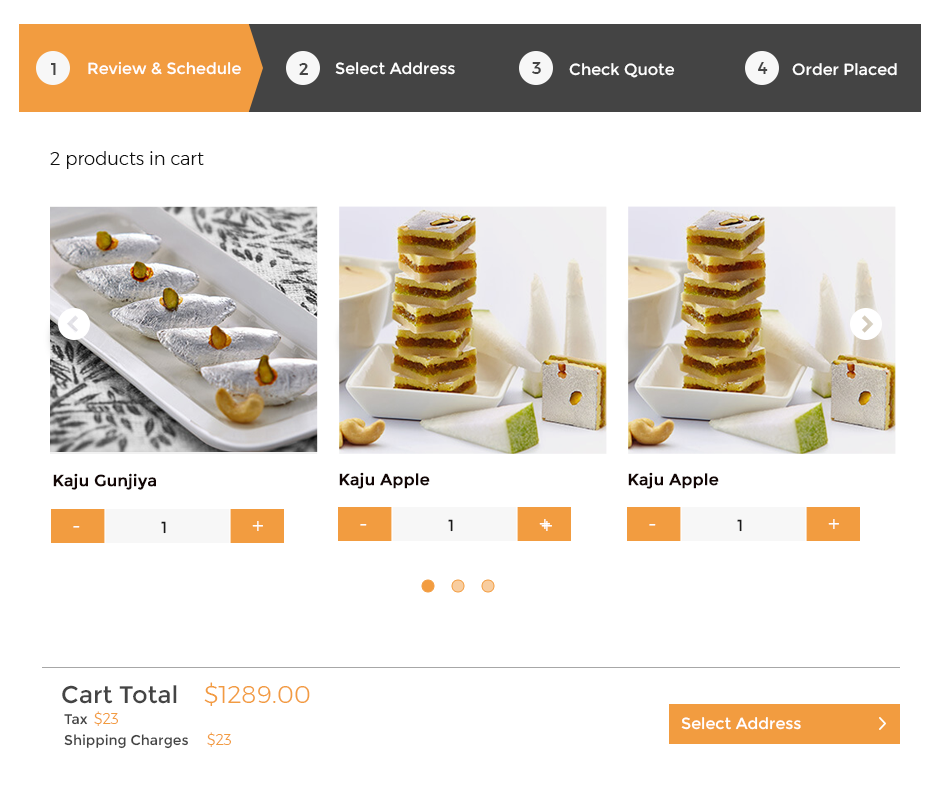 1 Review & Schedule 2 Select Address 3 Check Quote 4 Order Placed
2 products in cart
Kaju Gunjiya Kaju Apple Kaju Apple
- 1 + - 1 + - 1 +
Cart Total $1289.00
Tax $23
Select Address
Shipping Charges $23